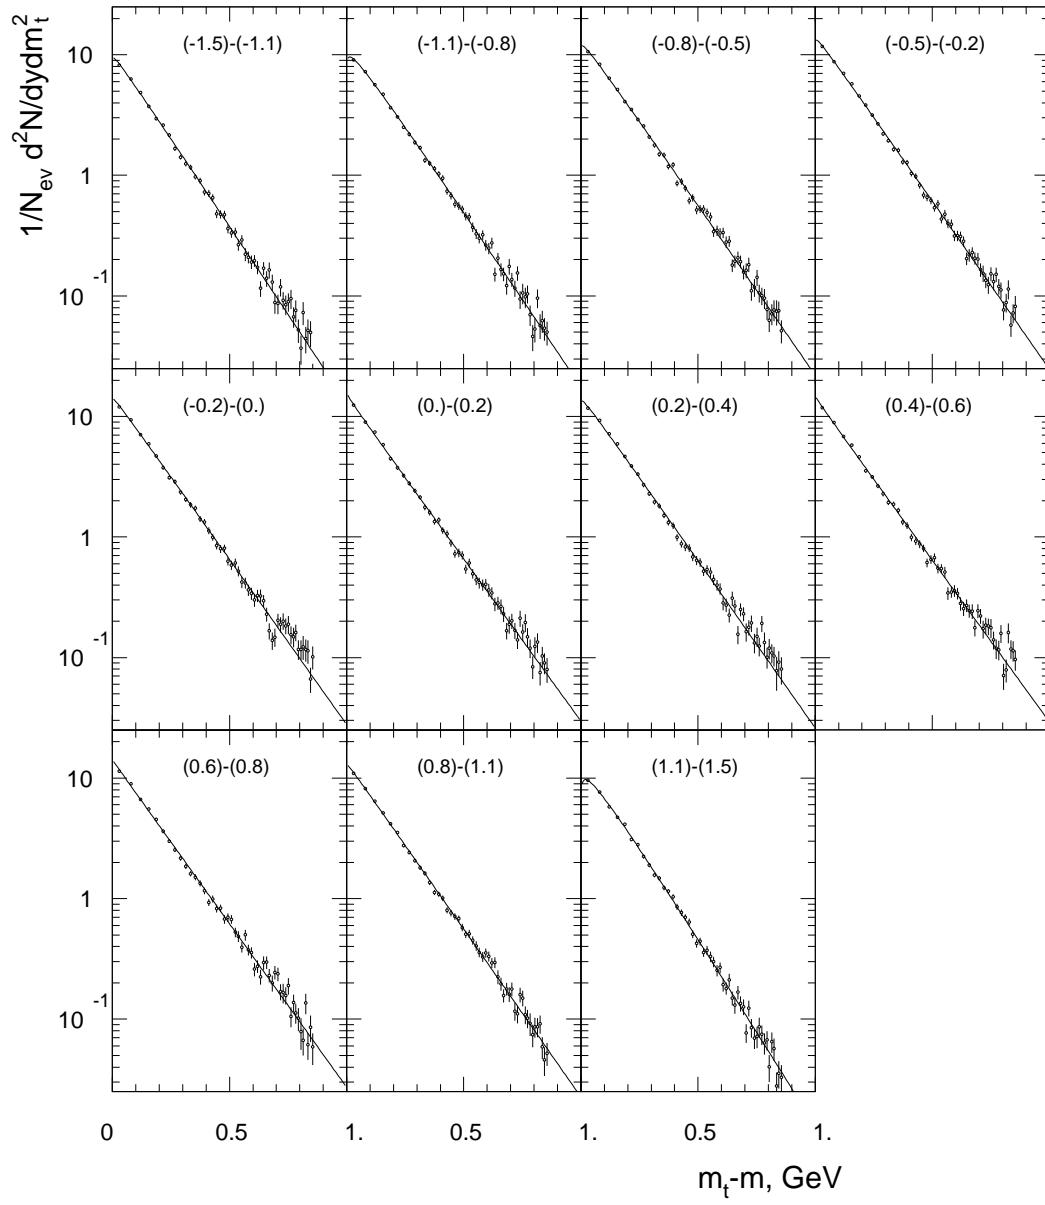 1/N_ev d^2N/dydm_t^2
(-1.5)-(-1.1) (-1.1)-(-0.8) (-0.8)-(-0.5) (-0.5)-(-0.2)
10
1
10^-1
(-0.2)-(0.) (0.)-(0.2) (0.2)-(0.4) (0.4)-(0.6)
10
1
10^-1
(0.6)-(0.8) (0.8)-(1.1) (1.1)-(1.5)
10
1
10^-1
0 0.5 1. 0.5 1. 0.5 1.
m_t-m, GeV